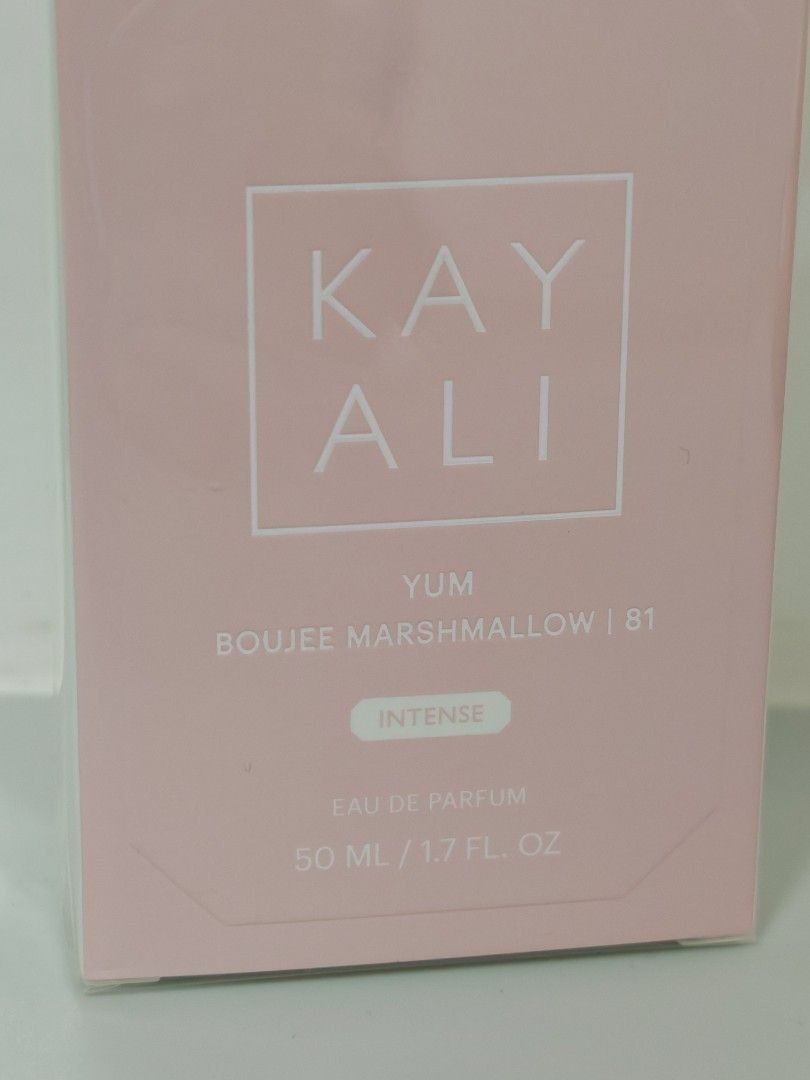 KAY
ALI
YUM
BOUJEE MARSHMALLOW | 81
INTENSE
EAU DE PARFUM
50 ML / 1.7 FL. OZ